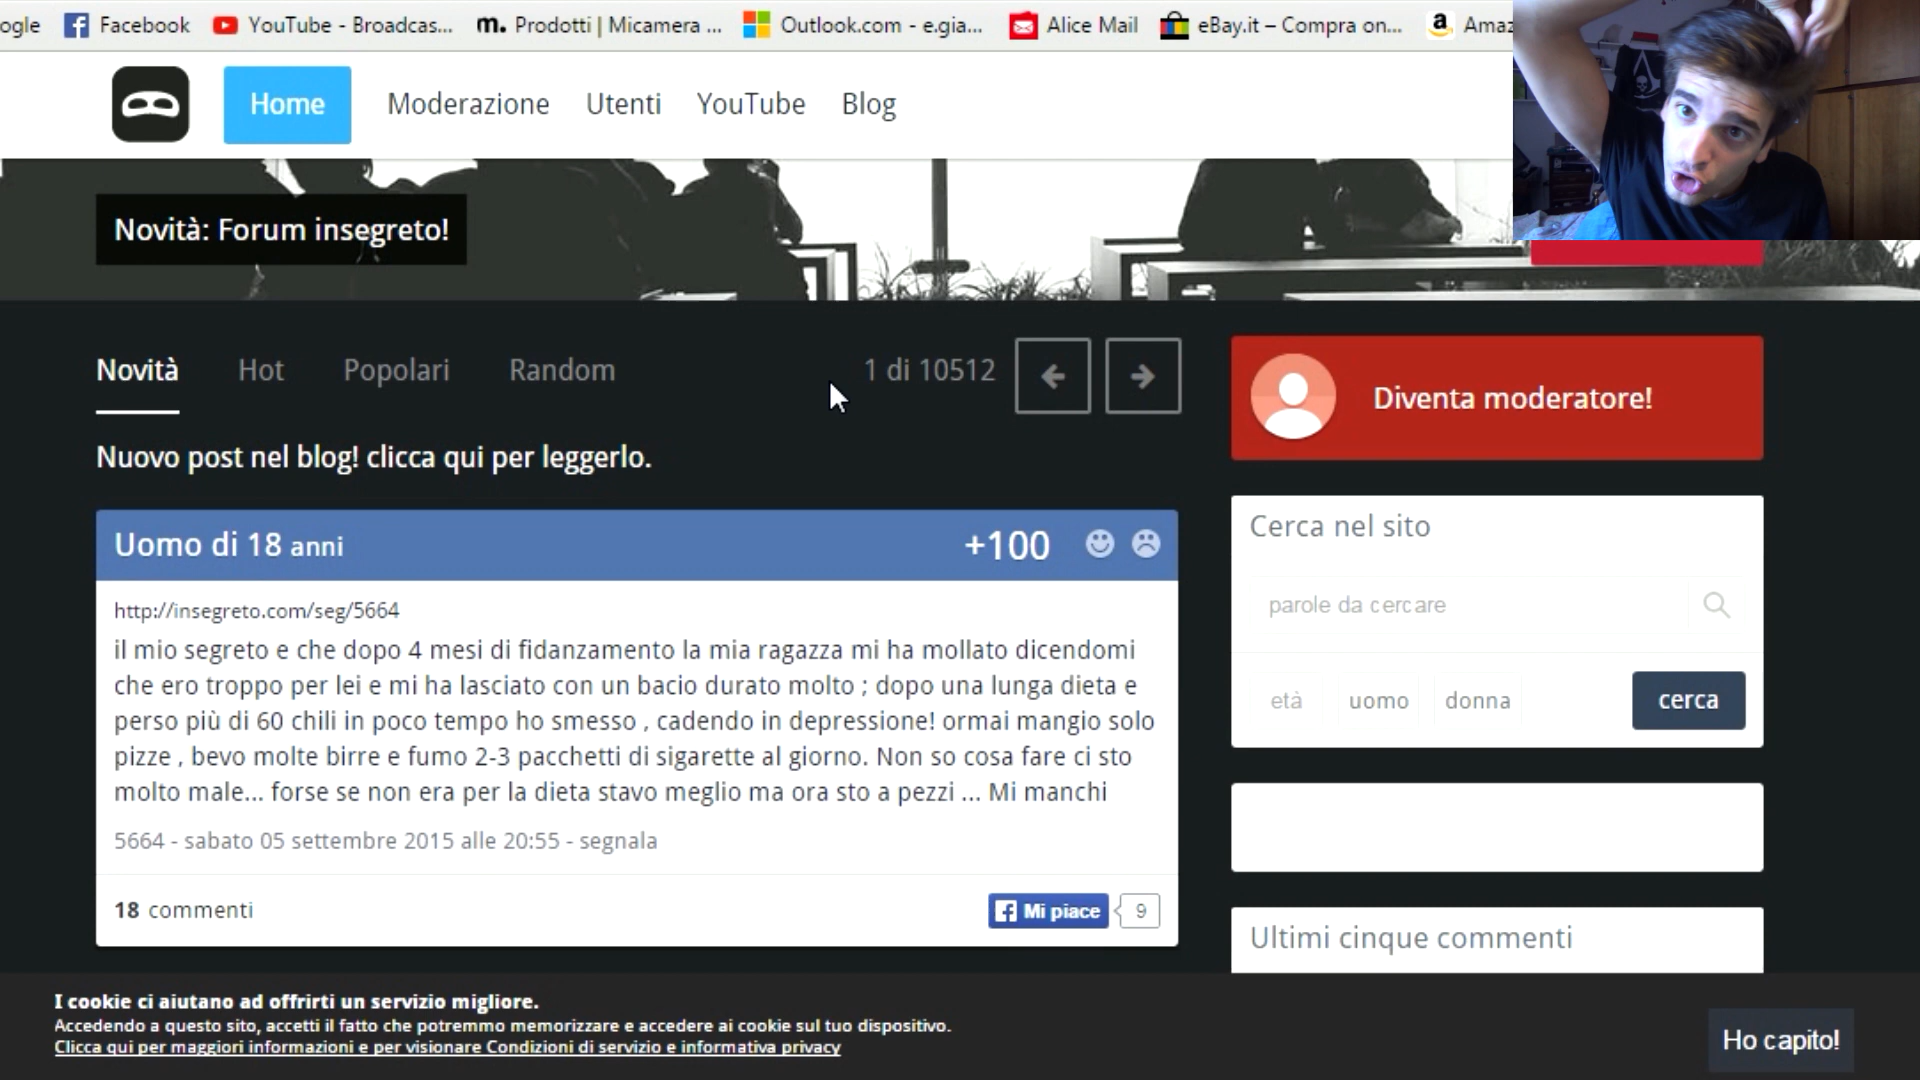 ogle Facebook YouTube - Broadcas... m. Prodotti | Micamera ... Outlook.com - e.gia... Alice Mail eBay.it – Compra on... a Amaz
Home Moderazione Utenti YouTube Blog
Novità: Forum insegreto!
Novità Hot Popolari Random 1 di 10512
Diventa moderatore!
Nuovo post nel blog! clicca qui per leggerlo.
Uomo di 18 anni +100
http://insegreto.com/seg/5664
il mio segreto e che dopo 4 mesi di fidanzamento la mia ragazza mi ha mollato dicendomi
che ero troppo per lei e mi ha lasciato con un bacio durato molto ; dopo una lunga dieta e
perso più di 60 chili in poco tempo ho smesso , cadendo in depressione! ormai mangio solo
pizze , bevo molte birre e fumo 2-3 pacchetti di sigarette al giorno. Non so cosa fare ci sto
molto male... forse se non era per la dieta stavo meglio ma ora sto a pezzi ... Mi manchi
5664 - sabato 05 settembre 2015 alle 20:55 - segnala
18 commenti Mi piace 9
Cerca nel sito
parole da cercare
età uomo donna cerca
Ultimi cinque commenti
I cookie ci aiutano ad offrirti un servizio migliore.
Accedendo a questo sito, accetti il fatto che potremmo memorizzare e accedere ai cookie sul tuo dispositivo.
Clicca qui per maggiori informazioni e per visionare Condizioni di servizio e informativa privacy
Ho capito!